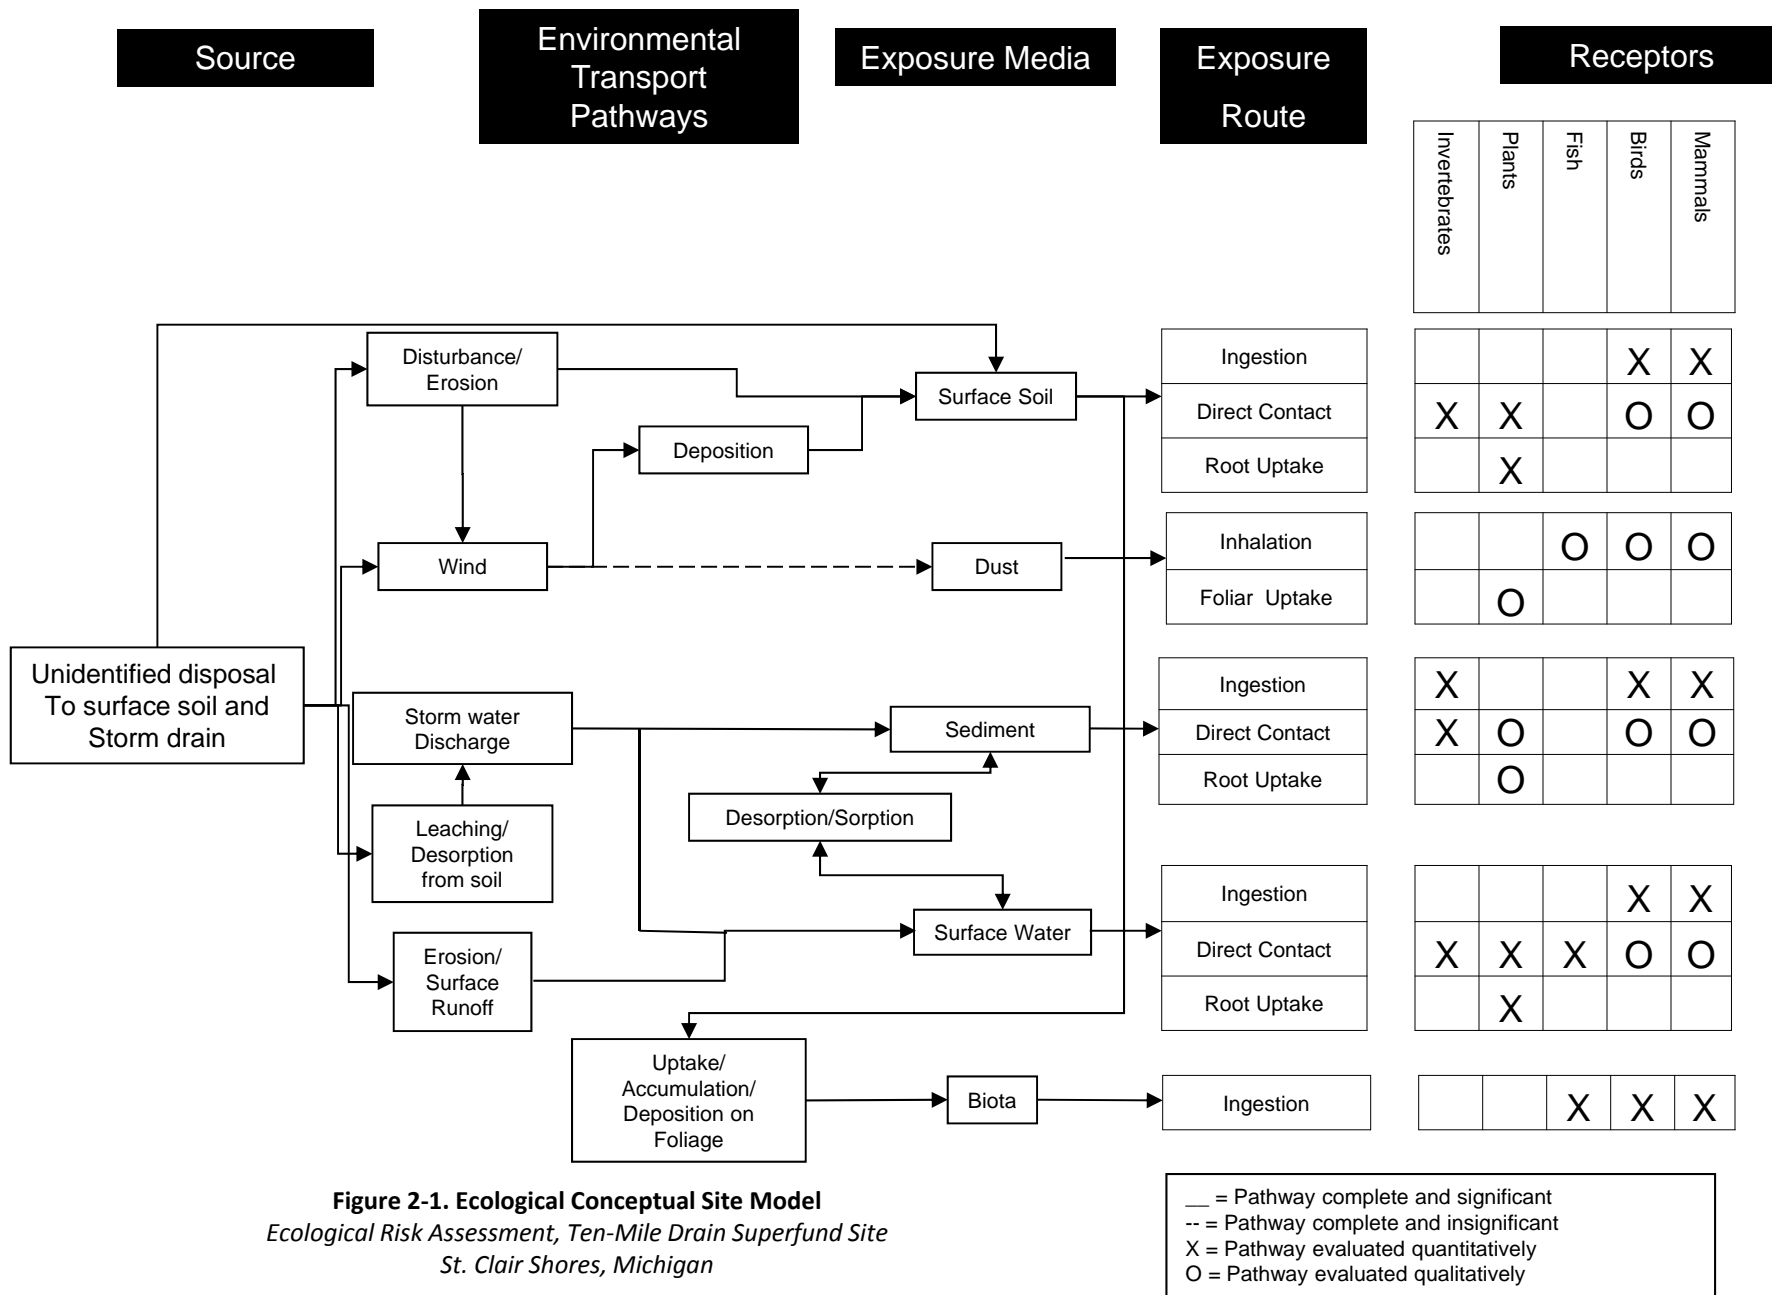 Source
Environmental
Transport
Pathways
Exposure Media
Exposure
Route
Receptors
Invertebrates
Plants
Fish
Birds
Mammals
Disturbance/
Erosion
Surface Soil
Deposition
Wind
Dust
Unidentified disposal
To surface soil and
Storm drain
Storm water
Discharge
Sediment
Desorption/Sorption
Leaching/
Desorption
from soil
Surface Water
Erosion/
Surface
Runoff
Uptake/
Accumulation/
Deposition on
Foliage
Biota
Ingestion X X
Direct Contact X X O O
Root Uptake X
Inhalation O O O
Foliar Uptake O
Ingestion X X X
Direct Contact X O O O
Root Uptake O
Ingestion X X
Direct Contact X X X O O
Root Uptake X
Ingestion X X X
Figure 2-1. Ecological Conceptual Site Model
Ecological Risk Assessment, Ten-Mile Drain Superfund Site
St. Clair Shores, Michigan
__ = Pathway complete and significant
-- = Pathway complete and insignificant
X = Pathway evaluated quantitatively
O = Pathway evaluated qualitatively